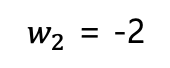 w₂ = -2